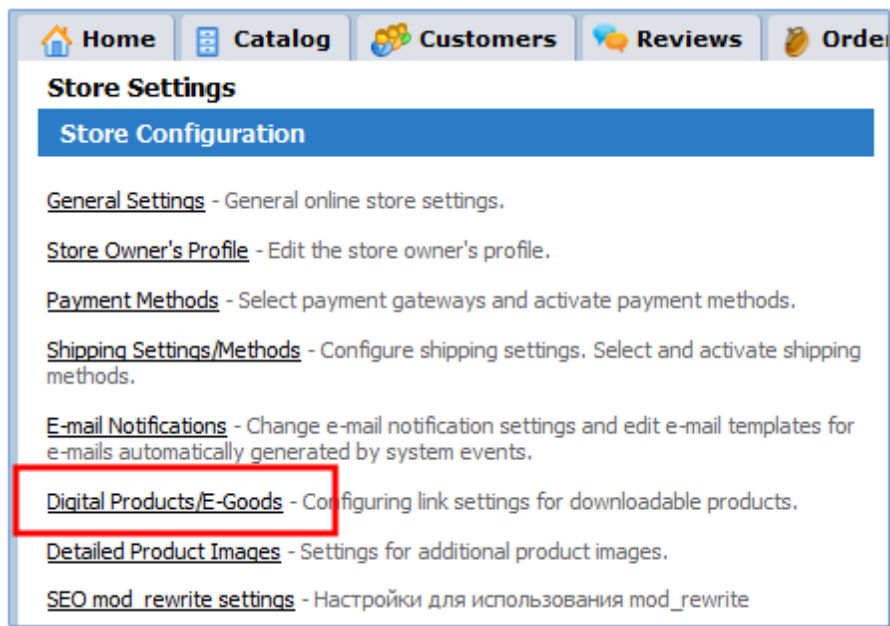 Home Catalog Customers Reviews Orde
Store Settings
Store Configuration
General Settings - General online store settings.
Store Owner's Profile - Edit the store owner's profile.
Payment Methods - Select payment gateways and activate payment methods.
Shipping Settings/Methods - Configure shipping settings. Select and activate shipping
methods.
E-mail Notifications - Change e-mail notification settings and edit e-mail templates for
e-mails automatically generated by system events.
Digital Products/E-Goods - Configuring link settings for downloadable products.
Detailed Product Images - Settings for additional product images.
SEO mod_rewrite settings - Настройки для использования mod_rewrite